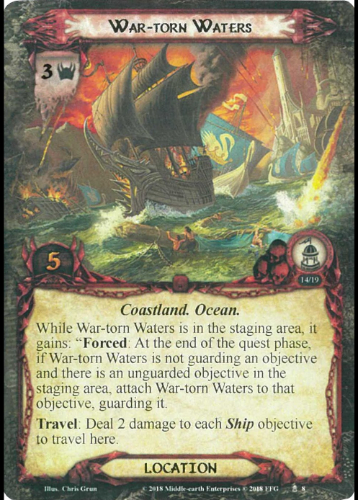 War-torn Waters
3
5
14/19
Coastland. Ocean.
While War-torn Waters is in the staging area, it
gains: “Forced: At the end of the quest phase,
if War-torn Waters is not guarding an objective
and there is an unguarded objective in the
staging area, attach War-torn Waters to that
objective, guarding it.
Travel: Deal 2 damage to each Ship objective
to travel here.
Illus. Chris Grun © 2018 Middle-earth Enterprises © 2018 FFG 8
LOCATION